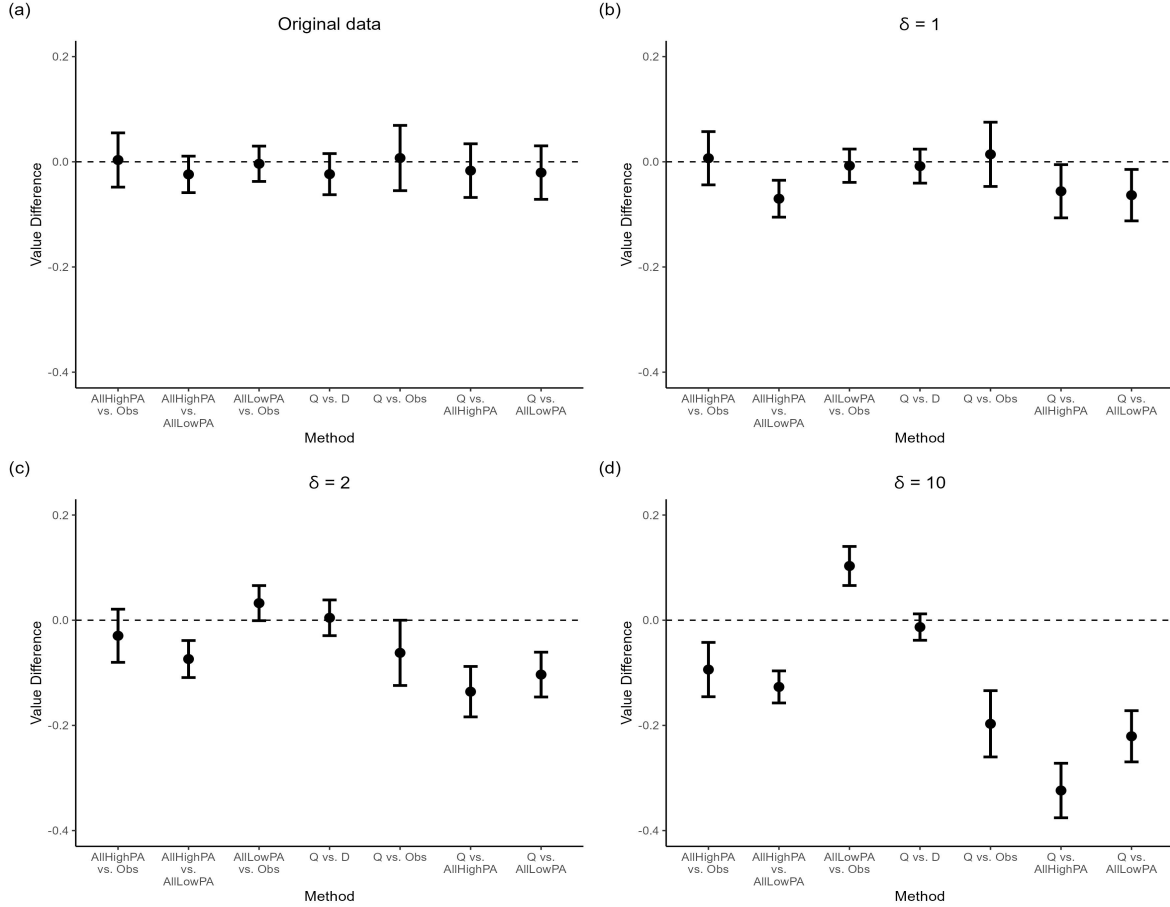 (a)
Original data
Value Difference
0.2
0.0
-0.2
-0.4
AllHighPA
vs. Obs
AllHighPA
vs.
AllLowPA
AllLowPA
vs. Obs
Q vs. D
Q vs. Obs
Q vs.
AllHighPA
Q vs.
AllLowPA
Method
(b)
δ = 1
Value Difference
0.2
0.0
-0.2
-0.4
AllHighPA
vs. Obs
AllHighPA
vs.
AllLowPA
AllLowPA
vs. Obs
Q vs. D
Q vs. Obs
Q vs.
AllHighPA
Q vs.
AllLowPA
Method
(c)
δ = 2
Value Difference
0.2
0.0
-0.2
-0.4
AllHighPA
vs. Obs
AllHighPA
vs.
AllLowPA
AllLowPA
vs. Obs
Q vs. D
Q vs. Obs
Q vs.
AllHighPA
Q vs.
AllLowPA
Method
(d)
δ = 10
Value Difference
0.2
0.0
-0.2
-0.4
AllHighPA
vs. Obs
AllHighPA
vs.
AllLowPA
AllLowPA
vs. Obs
Q vs. D
Q vs. Obs
Q vs.
AllHighPA
Q vs.
AllLowPA
Method